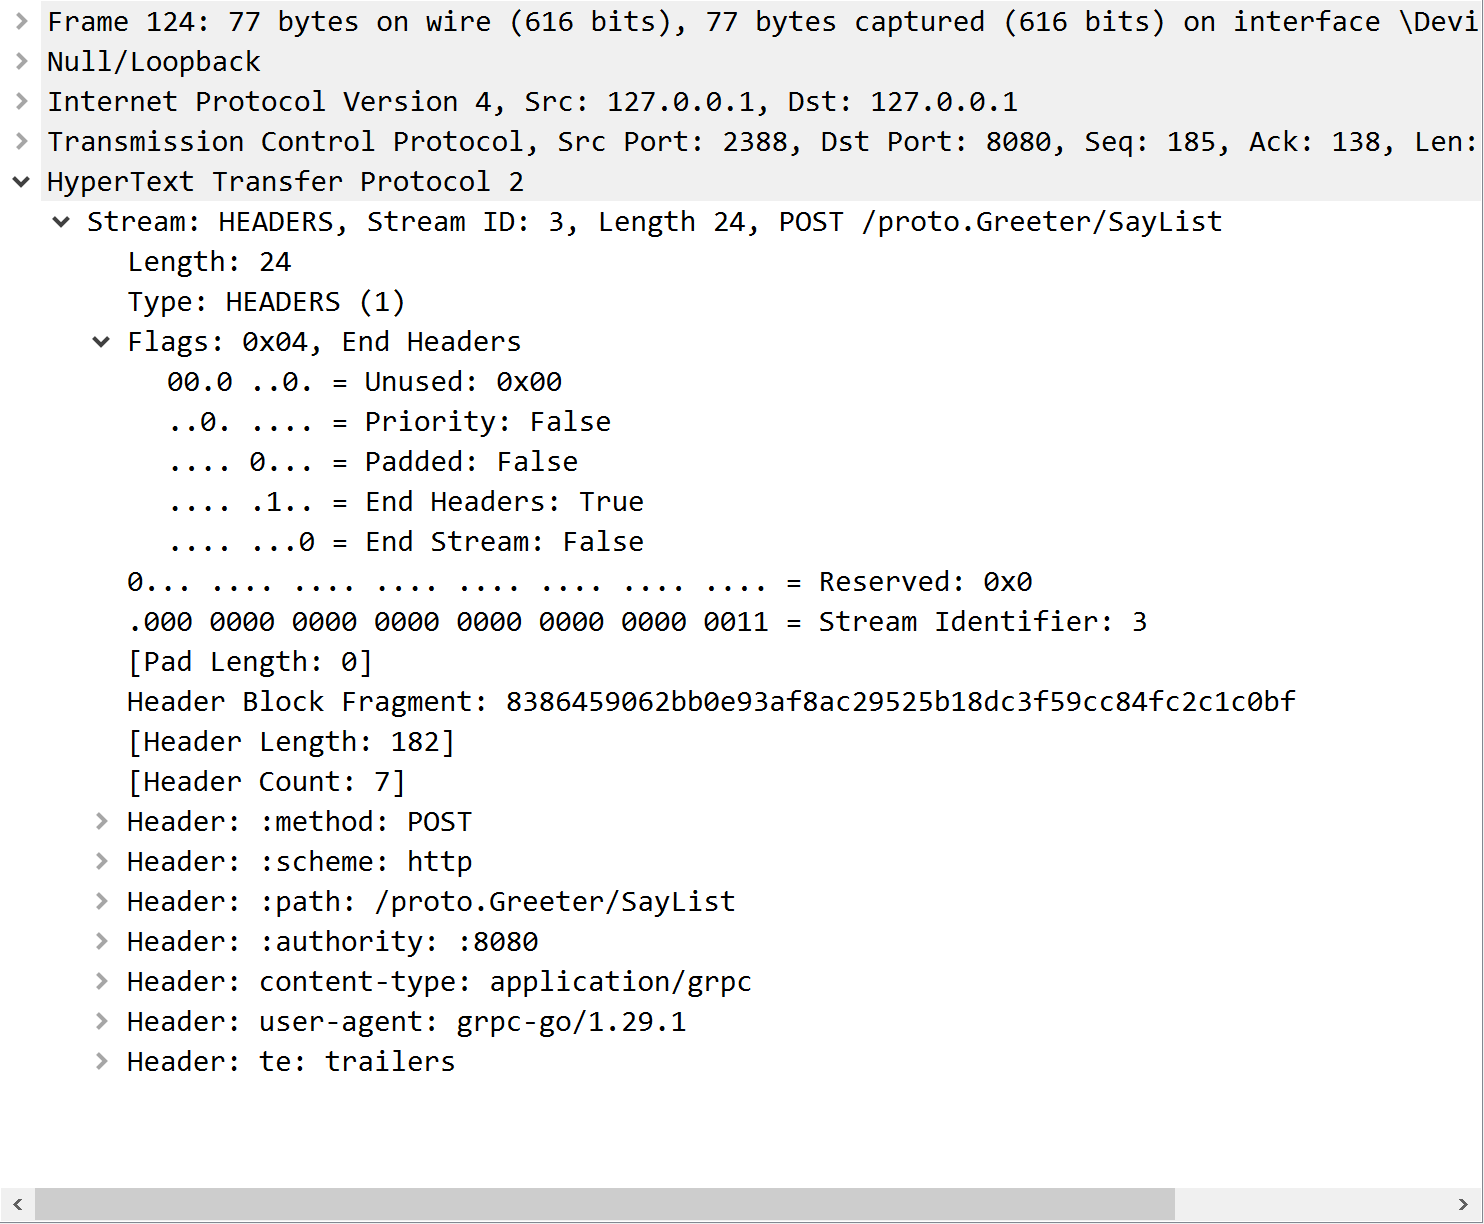 Frame 124: 77 bytes on wire (616 bits), 77 bytes captured (616 bits) on interface \Devi
Null/Loopback
Internet Protocol Version 4, Src: 127.0.0.1, Dst: 127.0.0.1
Transmission Control Protocol, Src Port: 2388, Dst Port: 8080, Seq: 185, Ack: 138, Len:
HyperText Transfer Protocol 2
Stream: HEADERS, Stream ID: 3, Length 24, POST /proto.Greeter/SayList
Length: 24
Type: HEADERS (1)
Flags: 0x04, End Headers
00.0 ..0. = Unused: 0x00
..0. .... = Priority: False
.... 0... = Padded: False
.... .1.. = End Headers: True
.... ...0 = End Stream: False
0... .... .... .... .... .... .... .... = Reserved: 0x0
.000 0000 0000 0000 0000 0000 0000 0011 = Stream Identifier: 3
[Pad Length: 0]
Header Block Fragment: 8386459062bb0e93af8ac29525b18dc3f59cc84fc2c1c0bf
[Header Length: 182]
[Header Count: 7]
Header: :method: POST
Header: :scheme: http
Header: :path: /proto.Greeter/SayList
Header: :authority: :8080
Header: content-type: application/grpc
Header: user-agent: grpc-go/1.29.1
Header: te: trailers